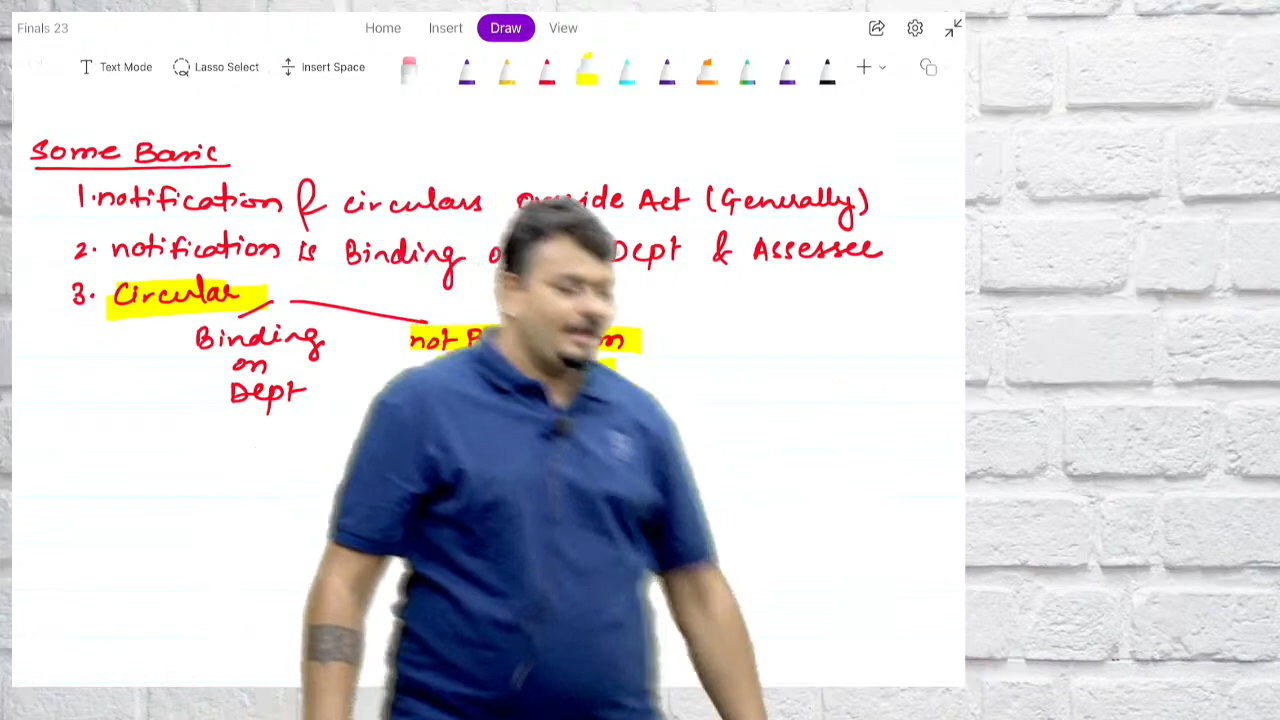 Finals 23
Home Insert Draw View
Text Mode Lasso Select Insert Space
Some Basic
1. notification & circulars Act (Generally)
2. notification is Binding Dept & Assessee
3. Circular
Binding not
on
Dept